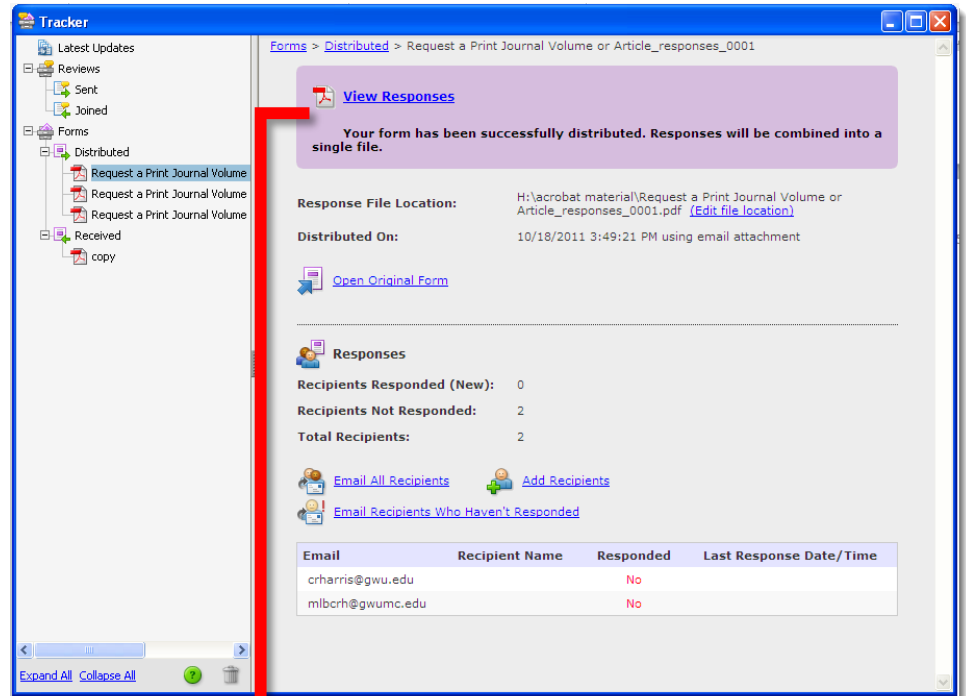 Tracker
Latest Updates
Reviews
Sent
Joined
Forms
Distributed
Request a Print Journal Volume
Request a Print Journal Volume
Request a Print Journal Volume
Received
copy
Expand All Collapse All
?
Forms > Distributed > Request a Print Journal Volume or Article_responses_0001
View Responses
Your form has been successfully distributed. Responses will be combined into a
single file.
Response File Location: H:\acrobat material\Request a Print Journal Volume or
Article_responses_0001.pdf (Edit file location)
Distributed On: 10/18/2011 3:49:21 PM using email attachment
Open Original Form
Responses
Recipients Responded (New): 0
Recipients Not Responded: 2
Total Recipients: 2
Email All Recipients Add Recipients
Email Recipients Who Haven't Responded
Email Recipient Name Responded Last Response Date/Time
crharris@gwu.edu No
mlbcrh@gwumc.edu No